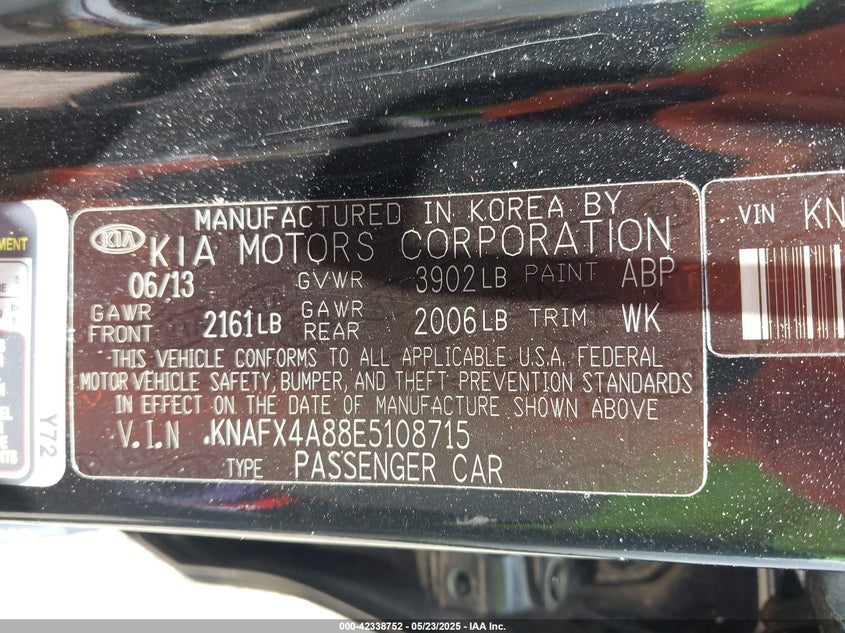 MANUFACTURED IN KOREA BY
KIA KIA MOTORS CORPORATION
06/13 GVWR 3902LB PAINT ABP
GAWR FRONT 2161LB GAWR REAR 2006LB TRIM WK
THIS VEHICLE CONFORMS TO ALL APPLICABLE U.S.A. FEDERAL
MOTOR VEHICLE SAFETY, BUMPER, AND THEFT PREVENTION STANDARDS
IN EFFECT ON THE DATE OF MANUFACTURE SHOWN ABOVE
V.I.N .KNAFX4A88E5108715
TYPE PASSENGER CAR
VIN KN
Y72
000-42338752 - 05/23/2025 - IAA, Inc.